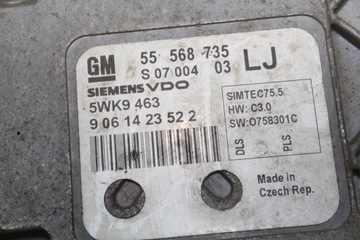 GM 55 568 735
S 07 004 03 LJ
SIEMENS VDO
5WK9 463
9 06 14 23 52 2
SIMTEC75.5
HW: C3.0
SW:O758301C
DLS
PLS
Made in
Czech Rep.